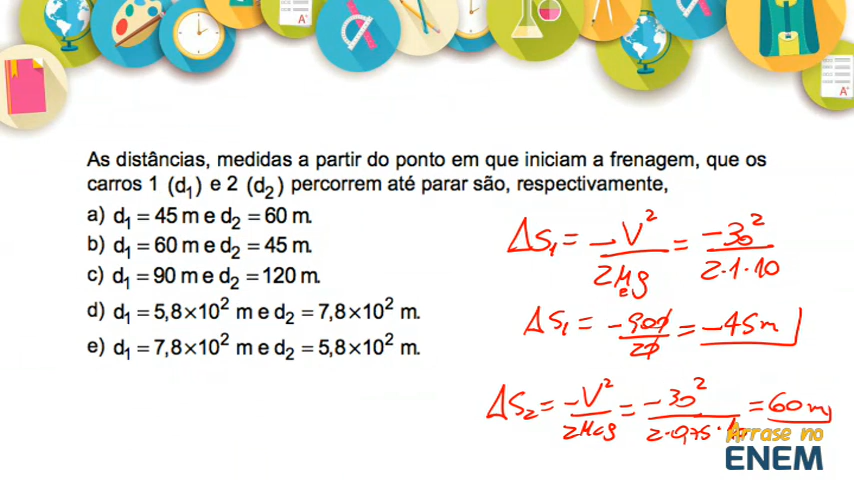 As distâncias, medidas a partir do ponto em que iniciam a frenagem, que os
carros 1 (d₁) e 2 (d₂) percorrem até parar são, respectivamente,
a) d₁ = 45 m e d₂ = 60 m.
b) d₁ = 60 m e d₂ = 45 m.
c) d₁ = 90 m e d₂ = 120 m.
d) d₁ = 5,8×10² m e d₂ = 7,8×10² m.
e) d₁ = 7,8×10² m e d₂ = 5,8×10² m.
ΔS₁ = -V²/2μeg = -30²/2·1·10
ΔS₁ = -900/20 = -45m
ΔS₂ = -V²/2μcg = -30²/2·0,75· = 60m
Arrase no
ENEM
A+
A+